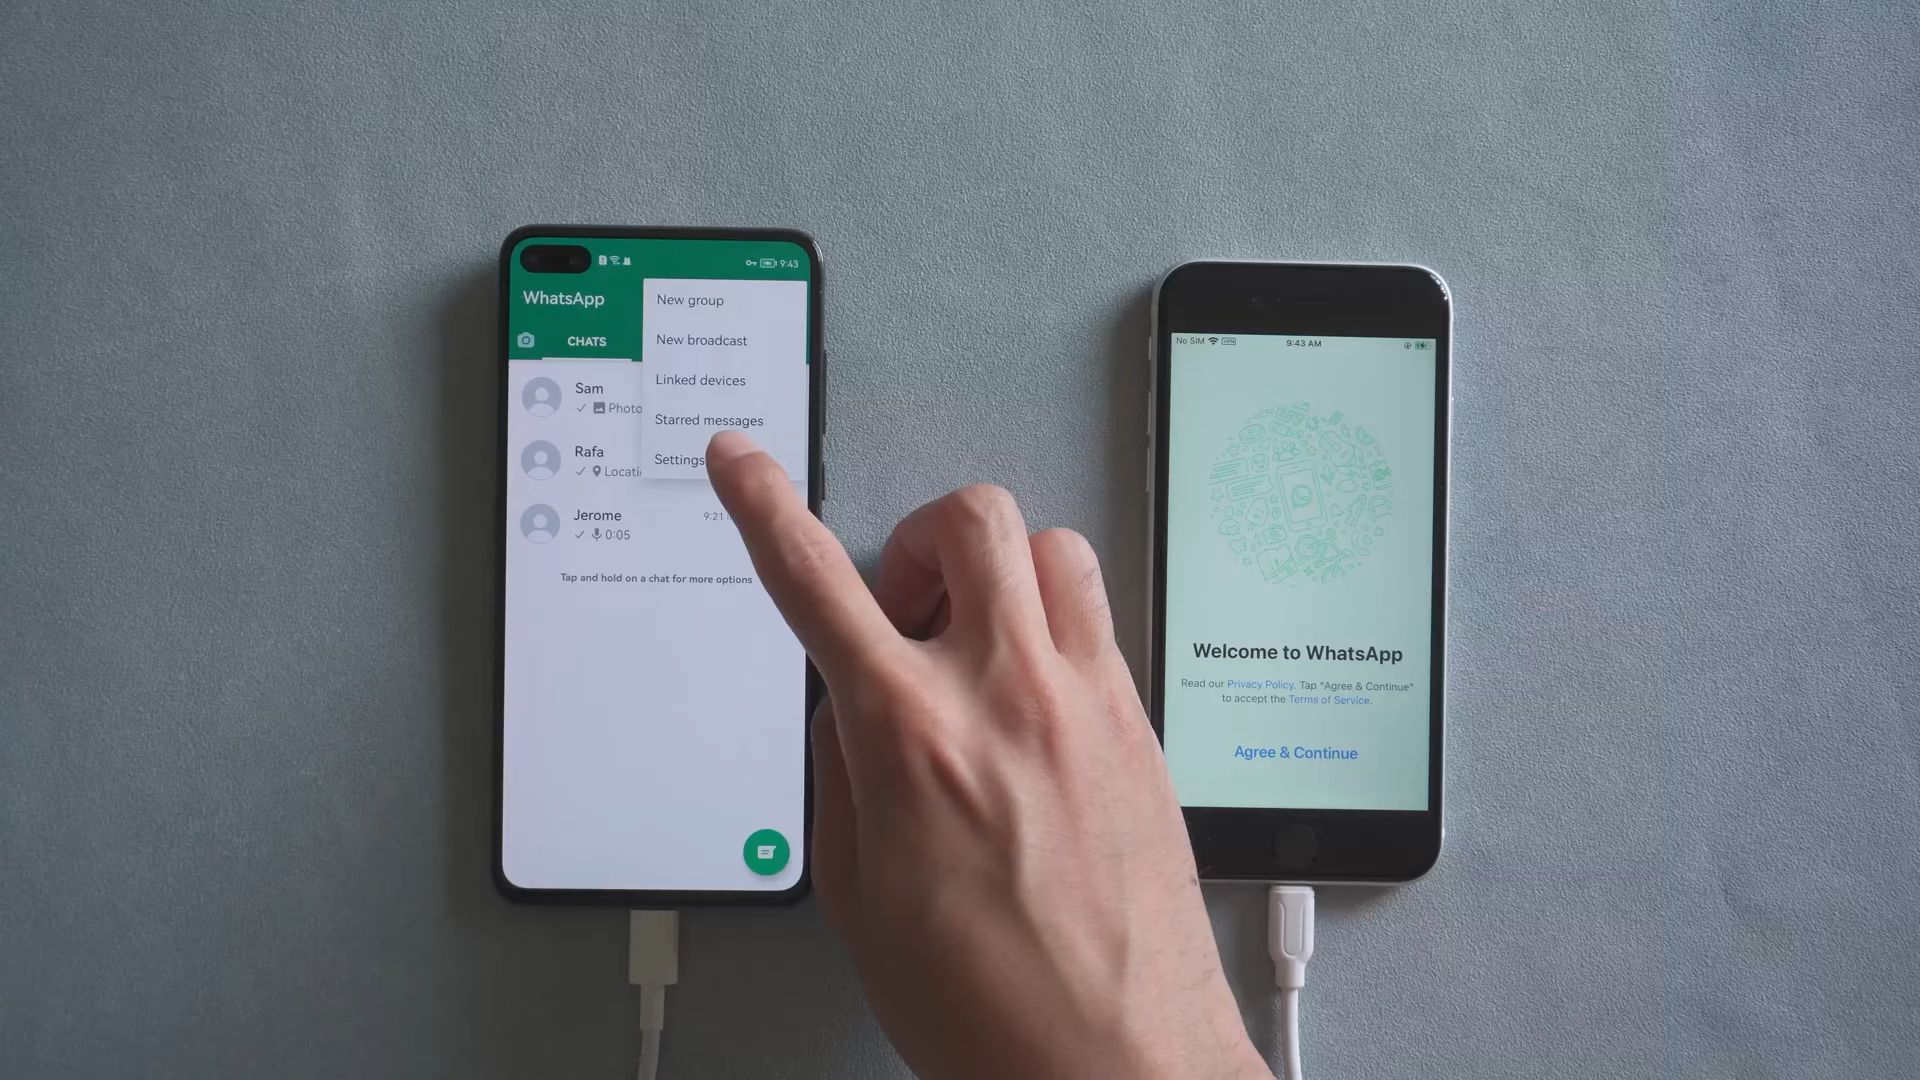 9:43
WhatsApp
CHATS
New group
New broadcast
Linked devices
Starred messages
Settings
Sam
Photo
Rafa
Locati
Jerome
9:21
0:05
Tap and hold on a chat for more options
No SIM
VPN
9:43 AM
Welcome to WhatsApp
Read our Privacy Policy. Tap “Agree & Continue”
to accept the Terms of Service.
Agree & Continue